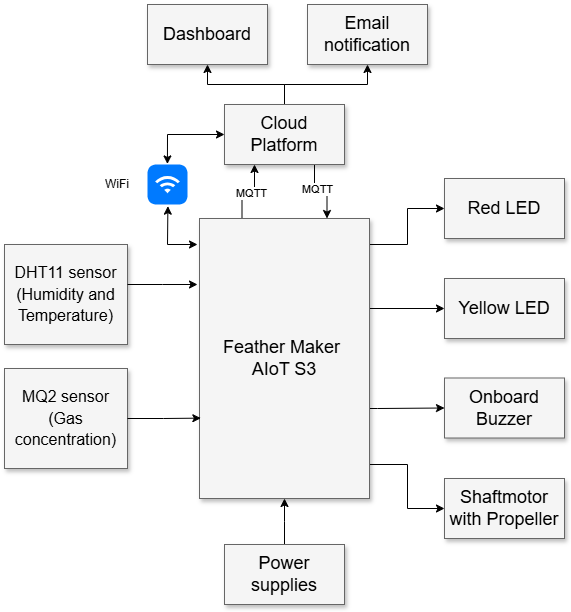 Dashboard
Email
notification
Cloud
Platform
WiFi
MQTT
MQTT
Red LED
DHT11 sensor
(Humidity and
Temperature)
Yellow LED
Feather Maker
AIoT S3
MQ2 sensor
(Gas
concentration)
Onboard
Buzzer
Shaftmotor
with Propeller
Power
supplies